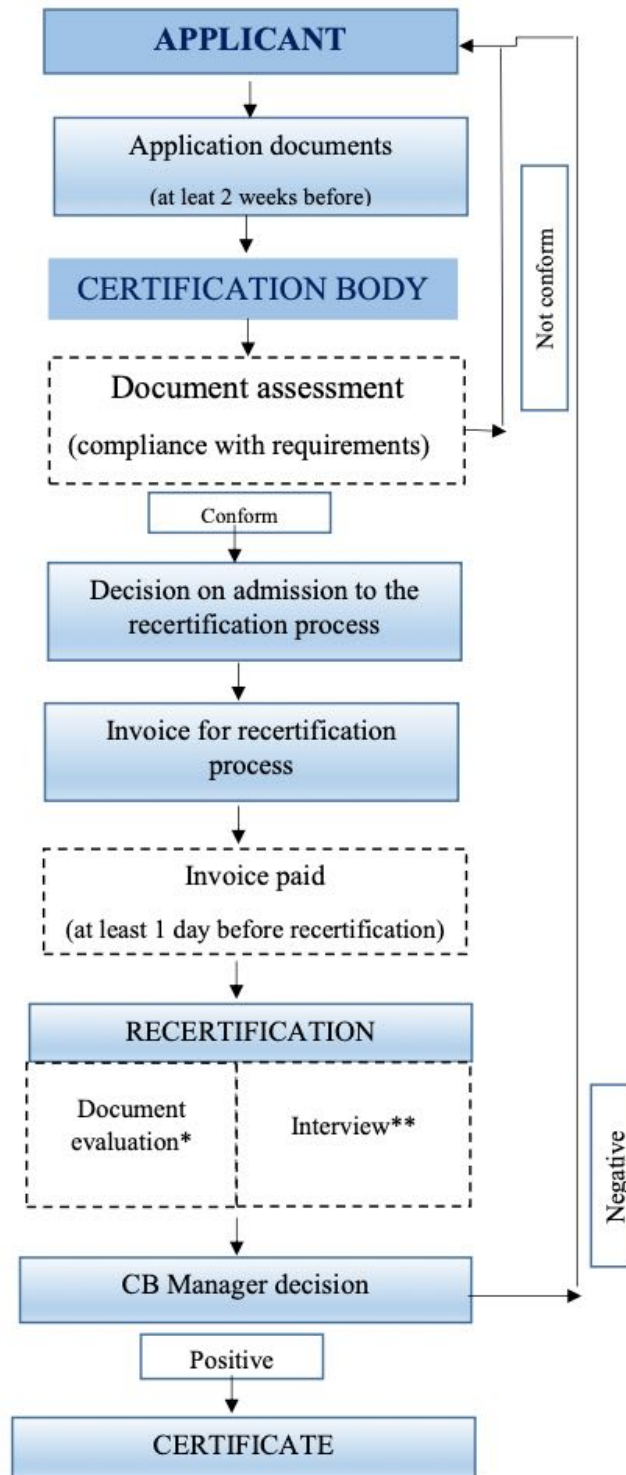 APPLICANT
Application documents
(at leat 2 weeks before)
CERTIFICATION BODY
Document assessment
(compliance with requirements)
Not conform
Conform
Decision on admission to the
recertification process
Invoice for recertification
process
Invoice paid
(at least 1 day before recertification)
RECERTIFICATION
Document
evaluation*
Interview**
CB Manager decision
Negative
Positive
CERTIFICATE